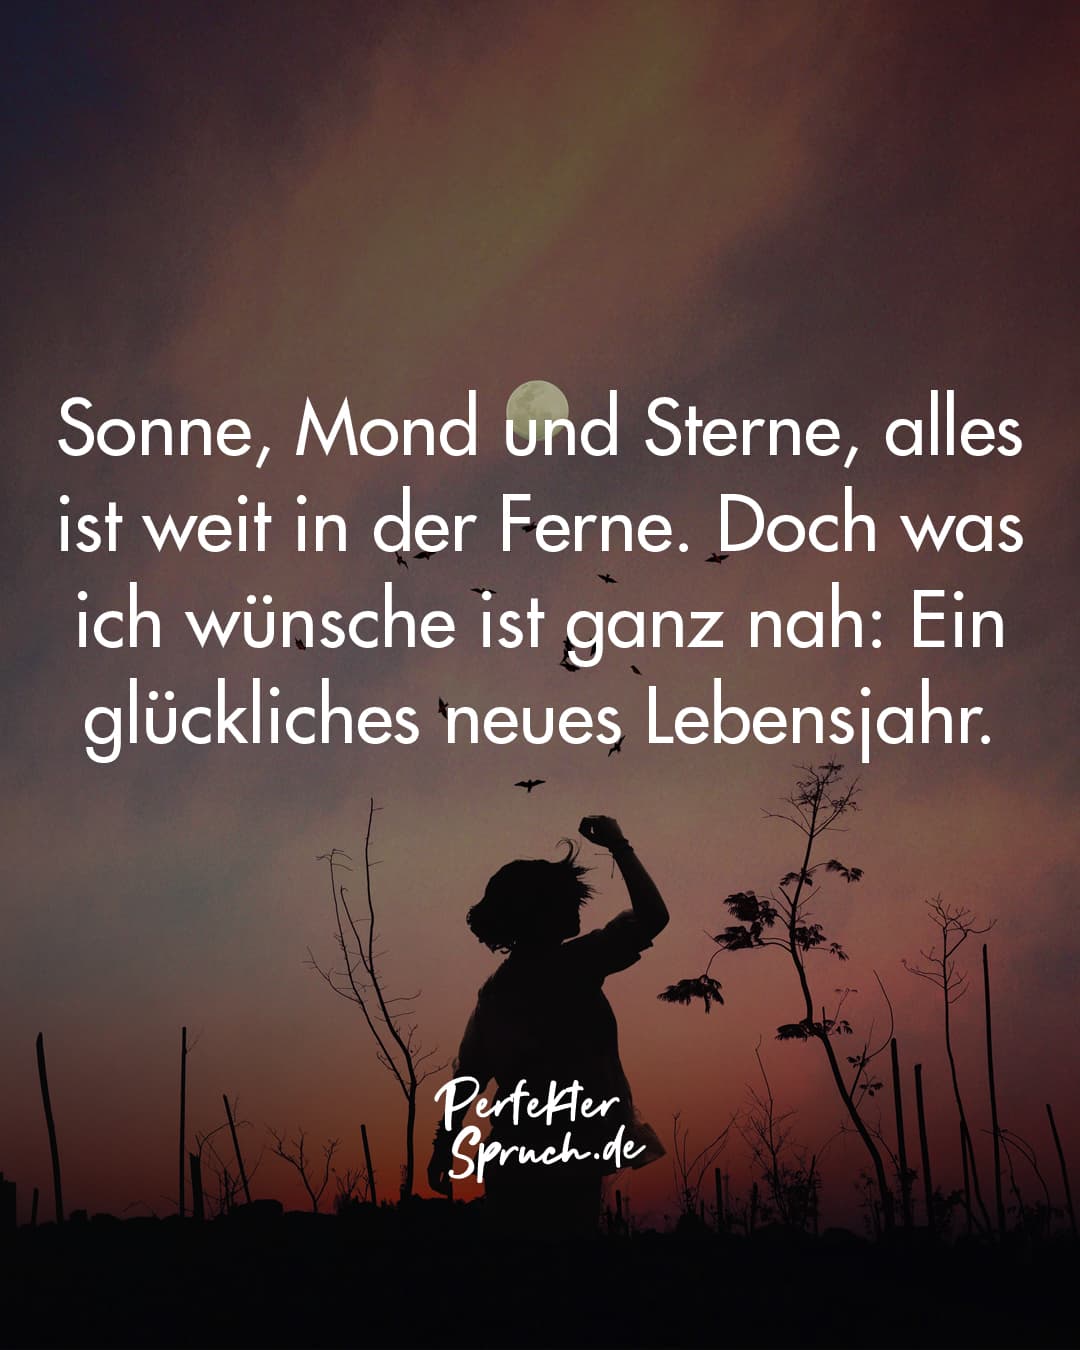 Sonne, Mond und Sterne, alles
ist weit in der Ferne. Doch was
ich wünsche ist ganz nah: Ein
glückliches neues Lebensjahr.
Perfekter
Spruch.de